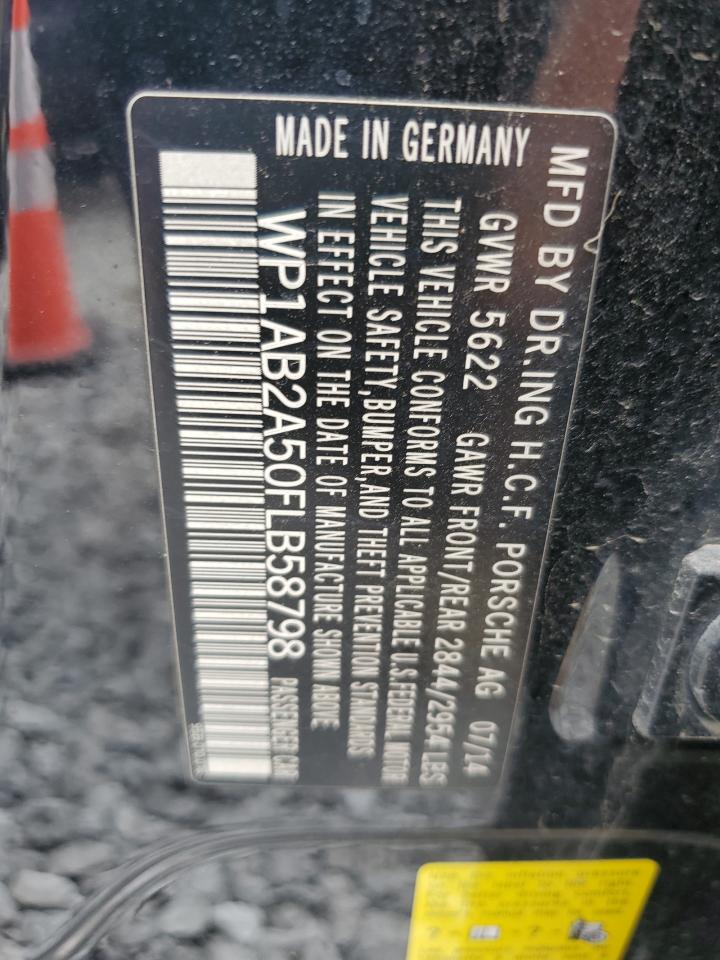 MFD BY DR.ING H.C.F. PORSCHE AG 07/14
GVWR 5622 GAWR FRONT/REAR 2844/2954 LBS
THIS VEHICLE CONFORMS TO ALL APPLICABLE U.S FEDERAL MOTOR
VEHICLE SAFETY,BUMPER,AND THEFT PREVENTION STANDARDS
IN EFFECT ON THE DATE OF MANUFACTURE SHOWN ABOVE
WP1AB2A50FLB58798 PASSENGER CAR
MADE IN GERMANY